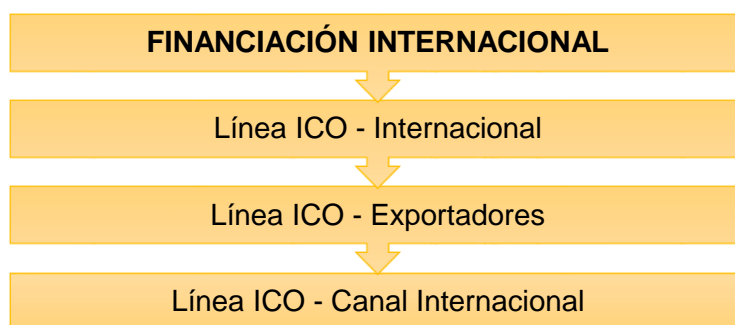 FINANCIACIÓN INTERNACIONAL
Línea ICO - Internacional
Línea ICO - Exportadores
Línea ICO - Canal Internacional